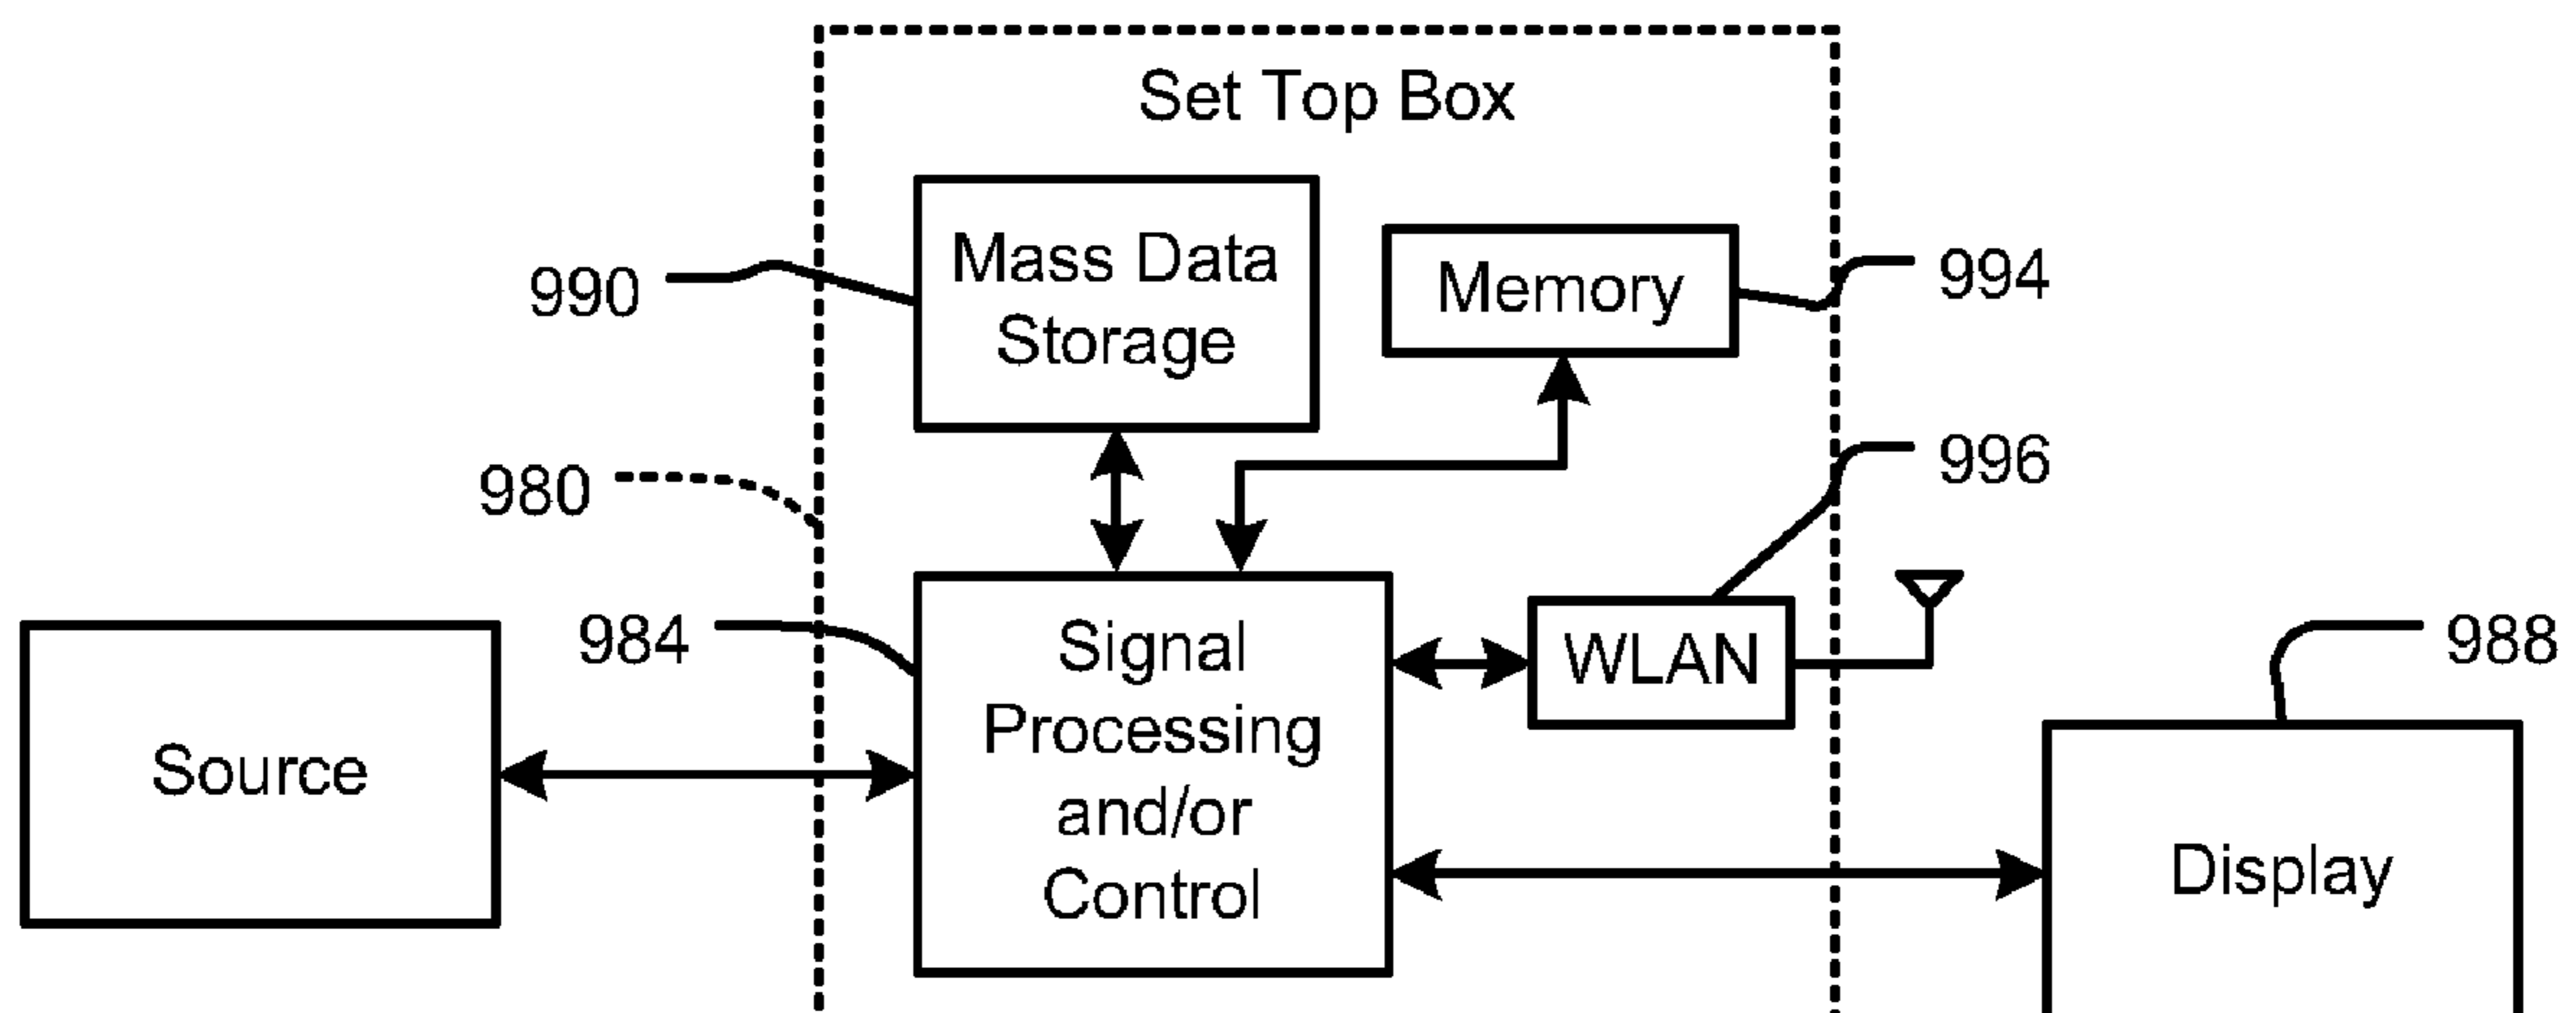 Set Top Box
Mass Data
Storage
Memory
990
994
980
996
984
Signal
Processing
and/or
Control
WLAN
988
Source
Display